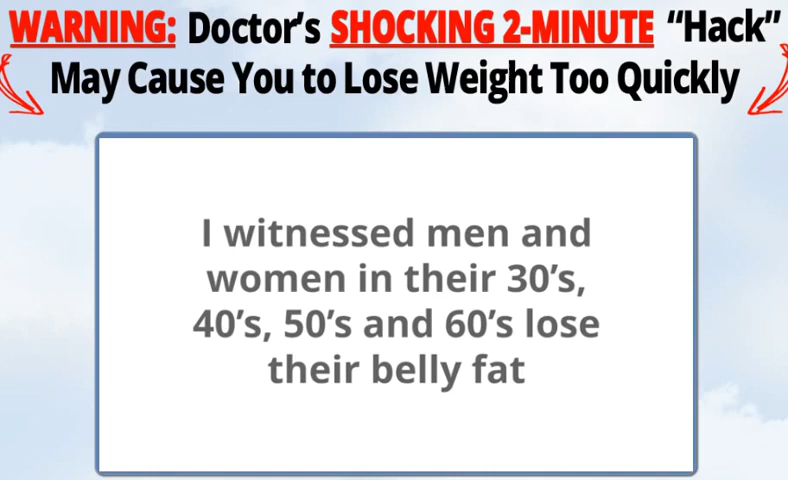 WARNING: Doctor's SHOCKING 2-MINUTE “Hack”
May Cause You to Lose Weight Too Quickly
I witnessed men and
women in their 30’s,
40’s, 50’s and 60’s lose
their belly fat